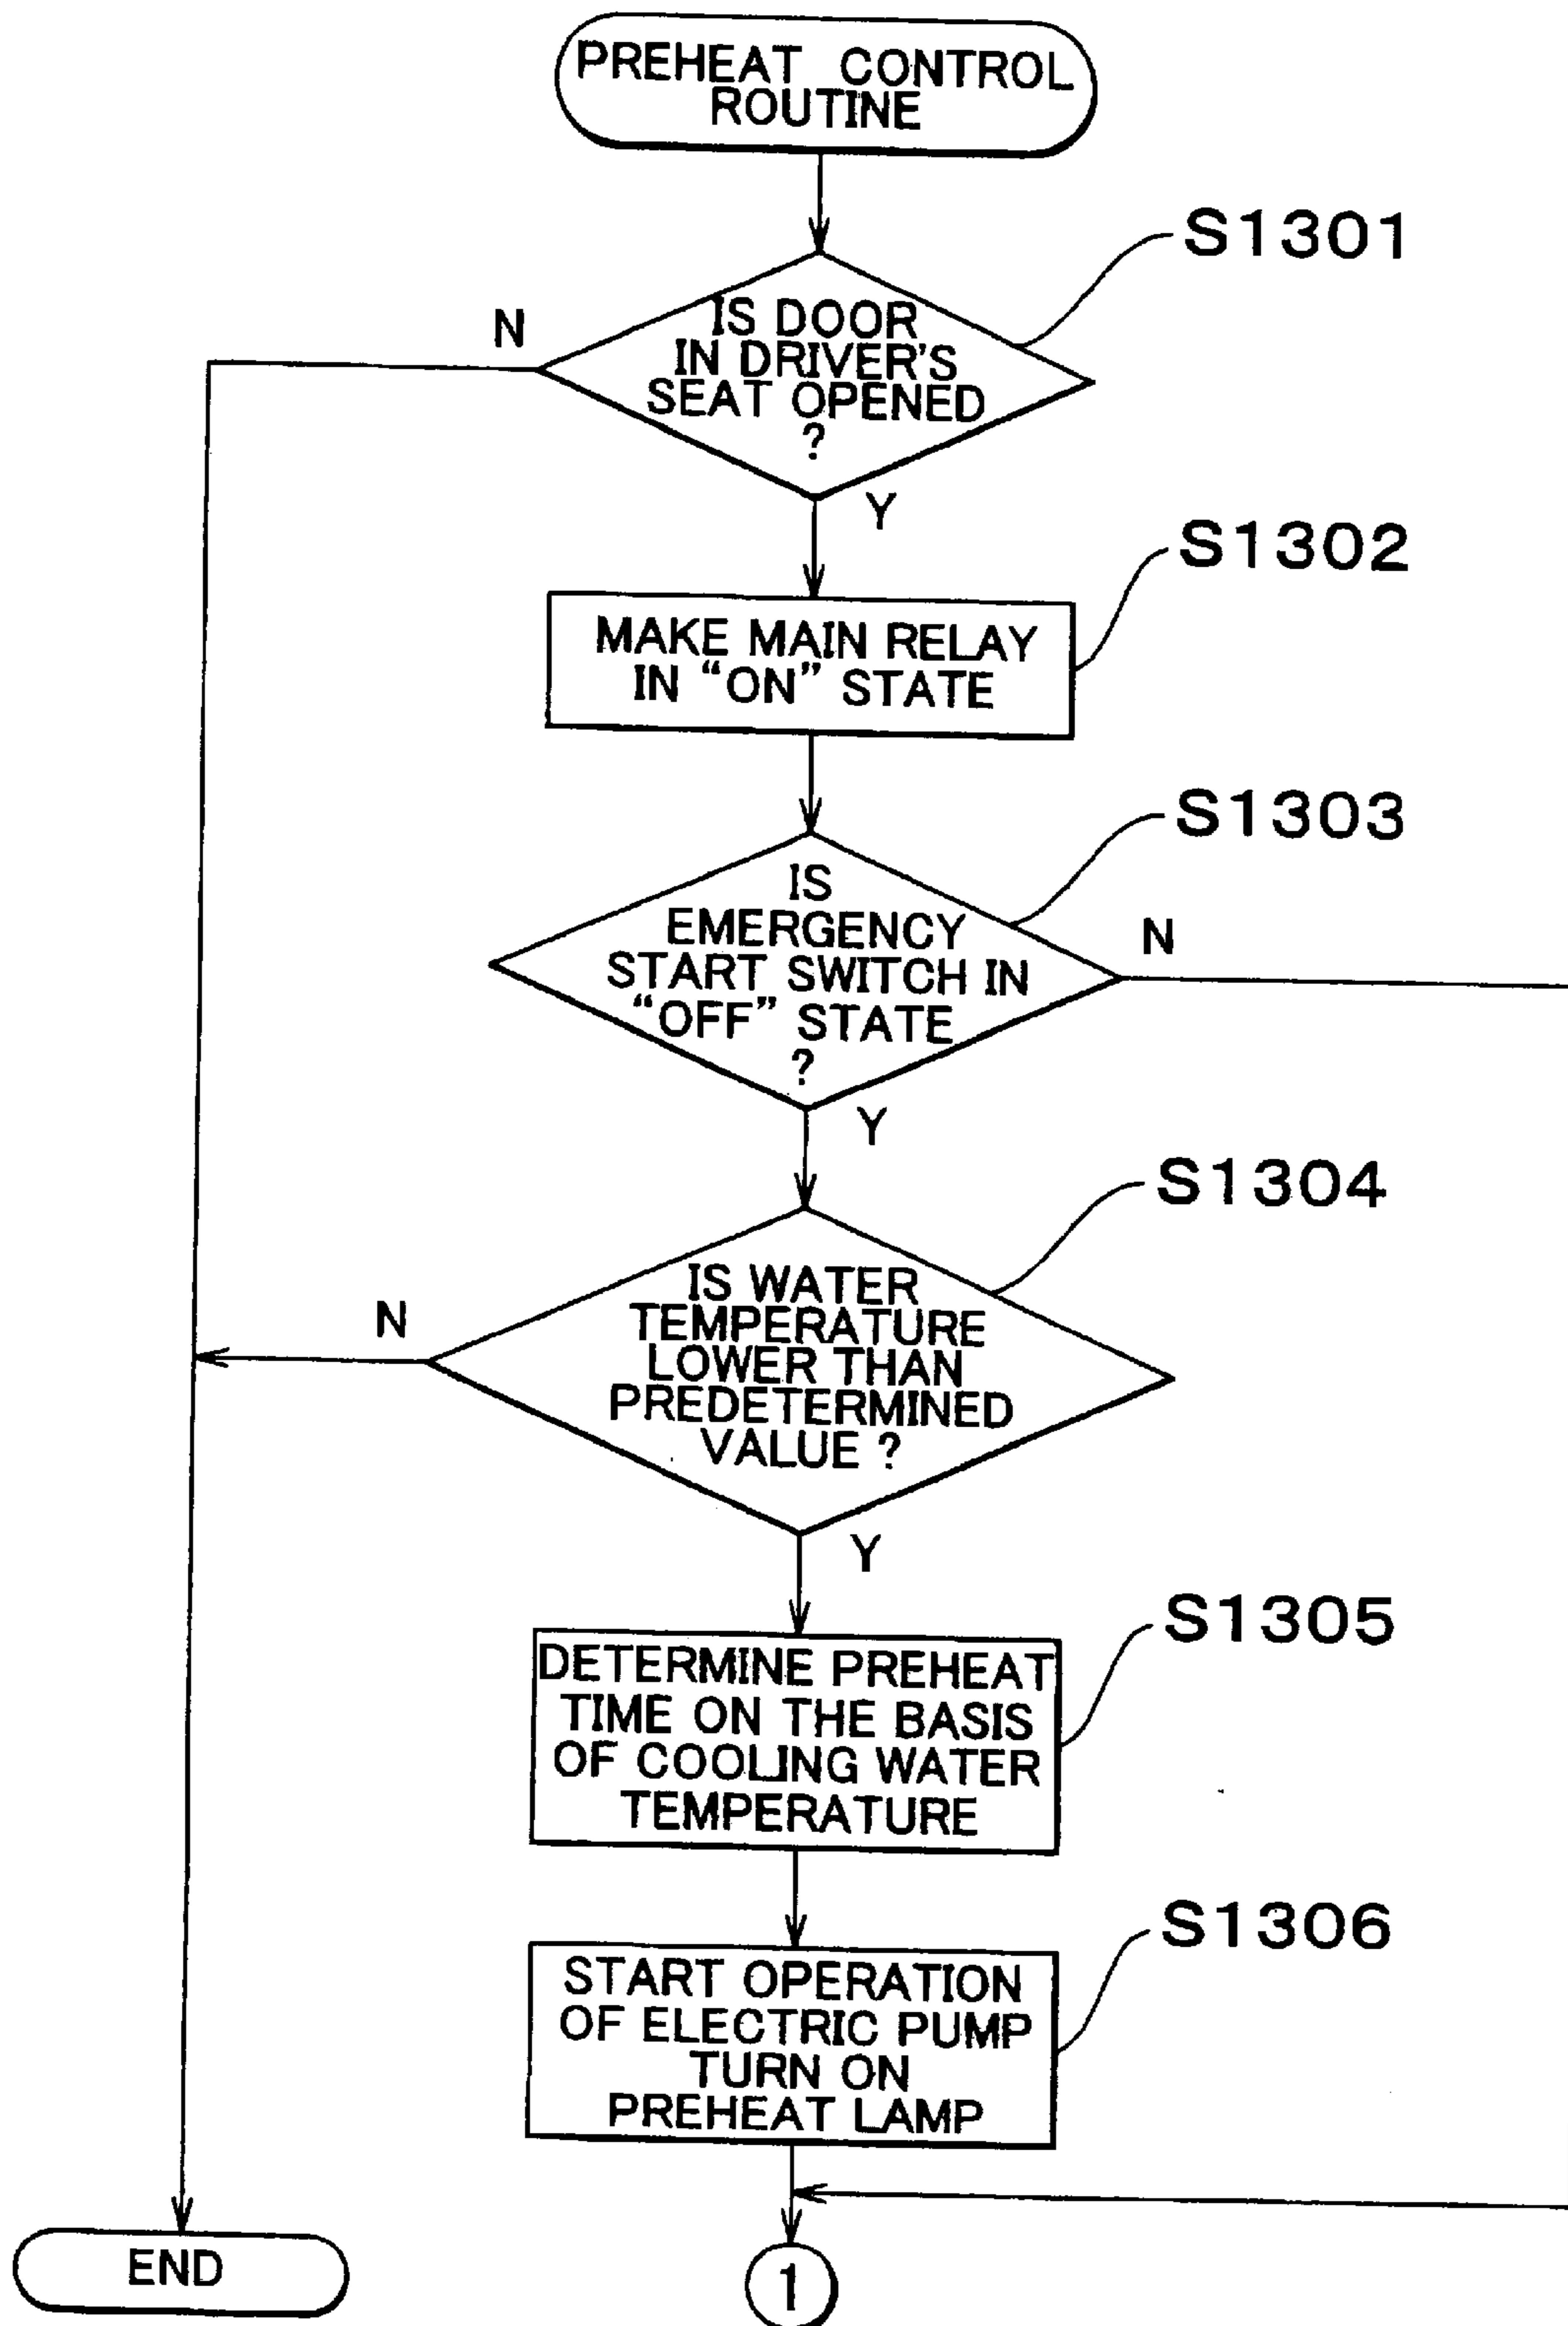 PREHEAT CONTROL
ROUTINE
S1301
N
IS DOOR
IN DRIVER'S
SEAT OPENED
?
Y
S1302
MAKE MAIN RELAY
IN “ON” STATE
S1303
IS
EMERGENCY
START SWITCH IN
“OFF” STATE
?
N
Y
S1304
N
IS WATER
TEMPERATURE
LOWER THAN
PREDETERMINED
VALUE ?
Y
S1305
DETERMINE PREHEAT
TIME ON THE BASIS
OF COOLING WATER
TEMPERATURE
S1306
START OPERATION
OF ELECTRIC PUMP
TURN ON
PREHEAT LAMP
END
1